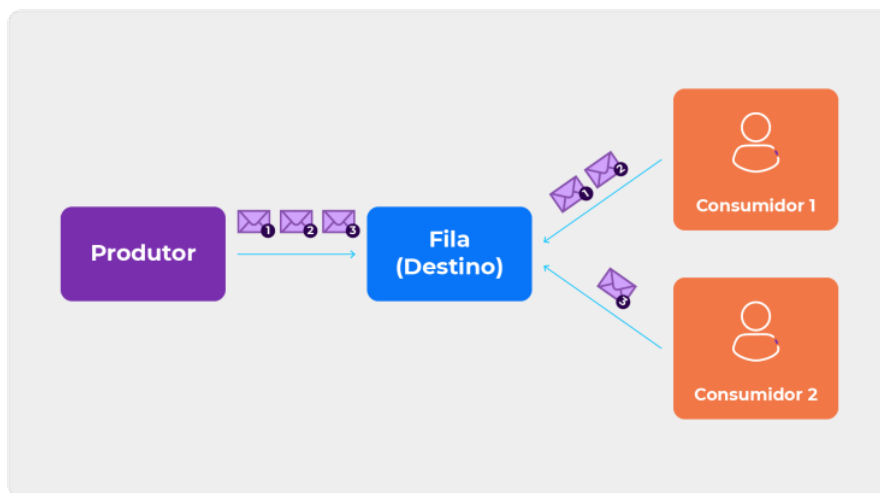 Produtor
1
2
3
Fila
(Destino)
1
2
Consumidor 1
3
Consumidor 2